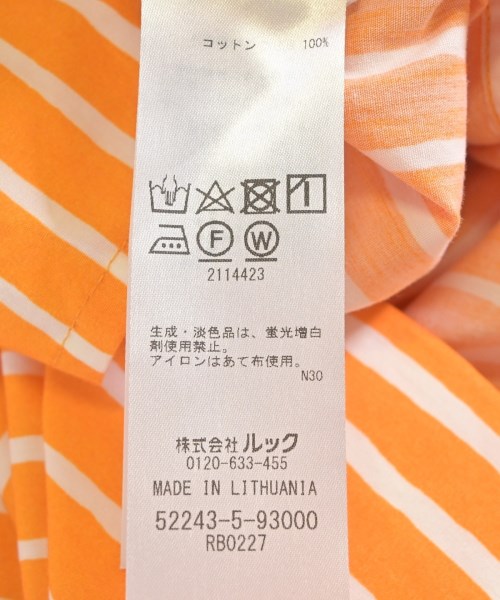 コットン 100%
F W
2114423
生成・淡色品は、蛍光増白
剤使用禁止。
アイロンはあて布使用。
N30
株式会社 ルック
0120-633-455
MADE IN LITHUANIA
52243-5-93000
RB0227